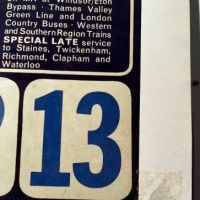 Bypass · Thames Valley
Green Line and London
Country Buses · Western
and Southern Region Trains
SPECIAL LATE service
to Staines, Twickenham,
Richmond, Clapham and
Waterloo
13